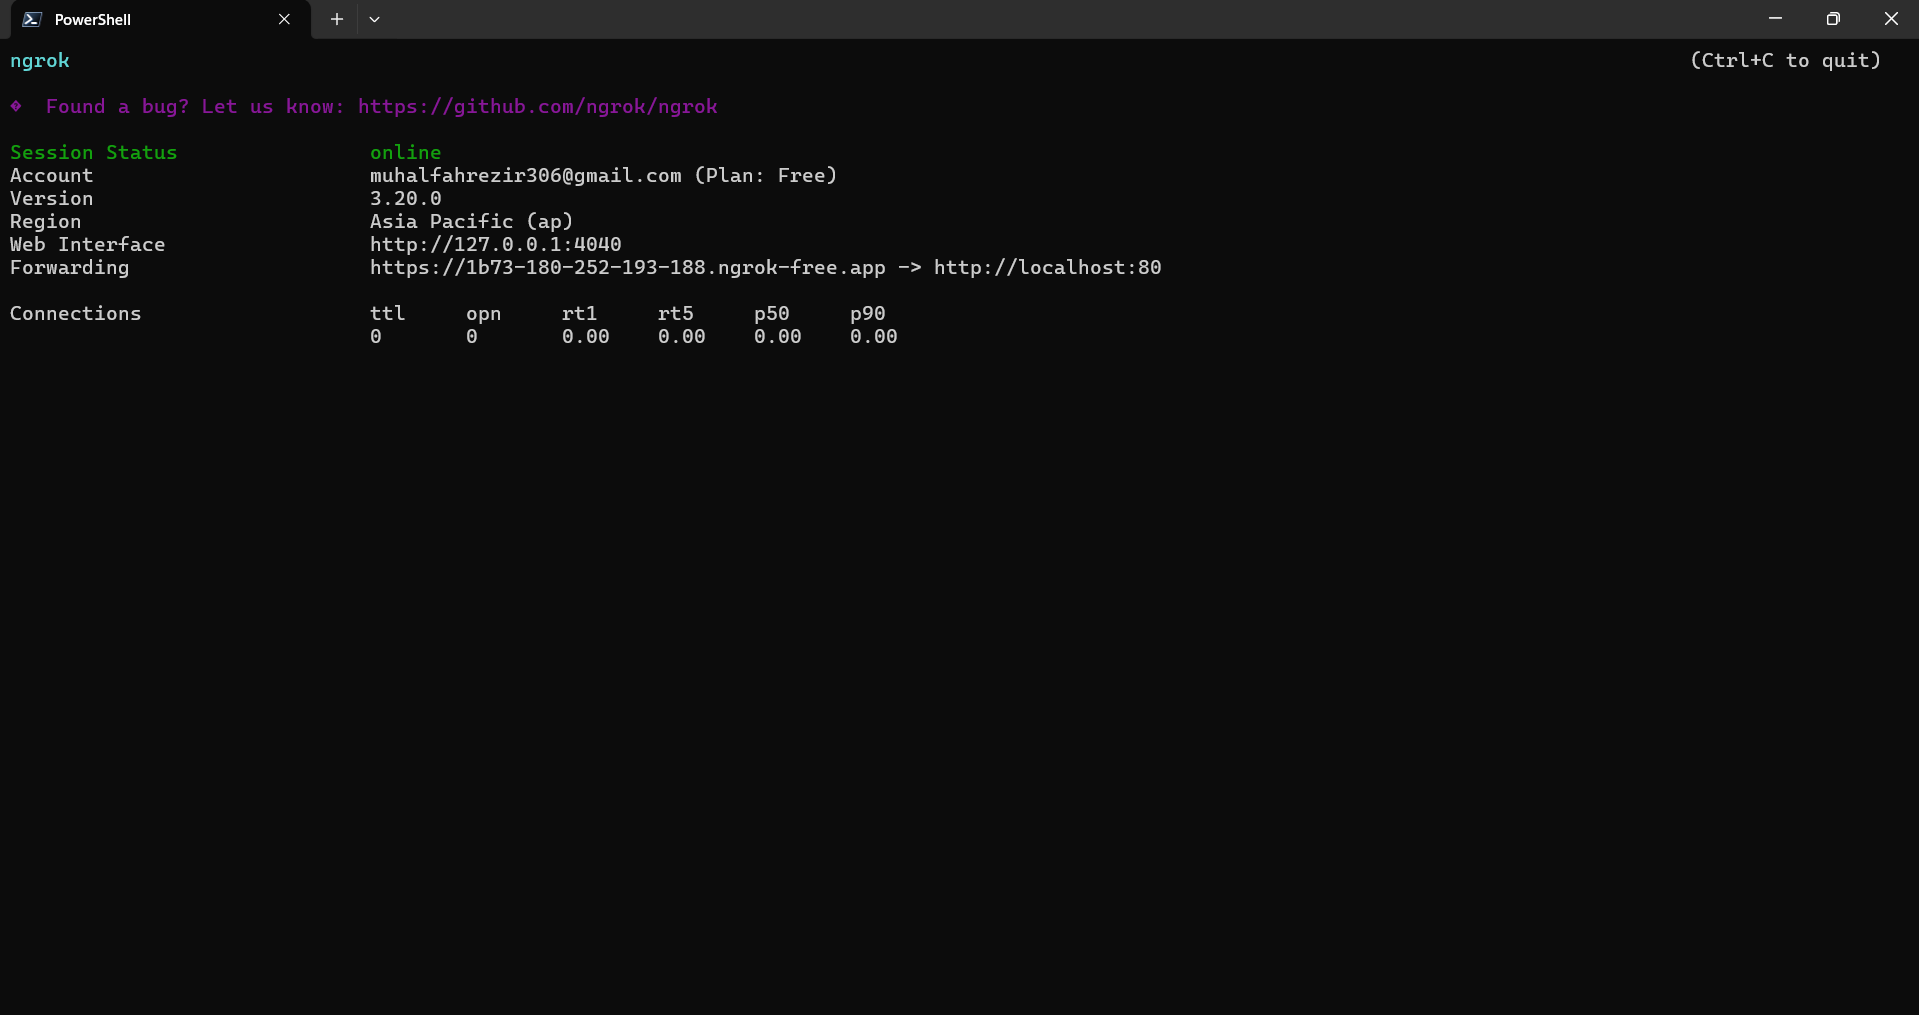 PowerShell
ngrok (Ctrl+C to quit)
� Found a bug? Let us know: https://github.com/ngrok/ngrok
Session Status online
Account muhalfahrezir306@gmail.com (Plan: Free)
Version 3.20.0
Region Asia Pacific (ap)
Web Interface http://127.0.0.1:4040
Forwarding https://1b73-180-252-193-188.ngrok-free.app -> http://localhost:80
Connections ttl opn rt1 rt5 p50 p90
0 0 0.00 0.00 0.00 0.00